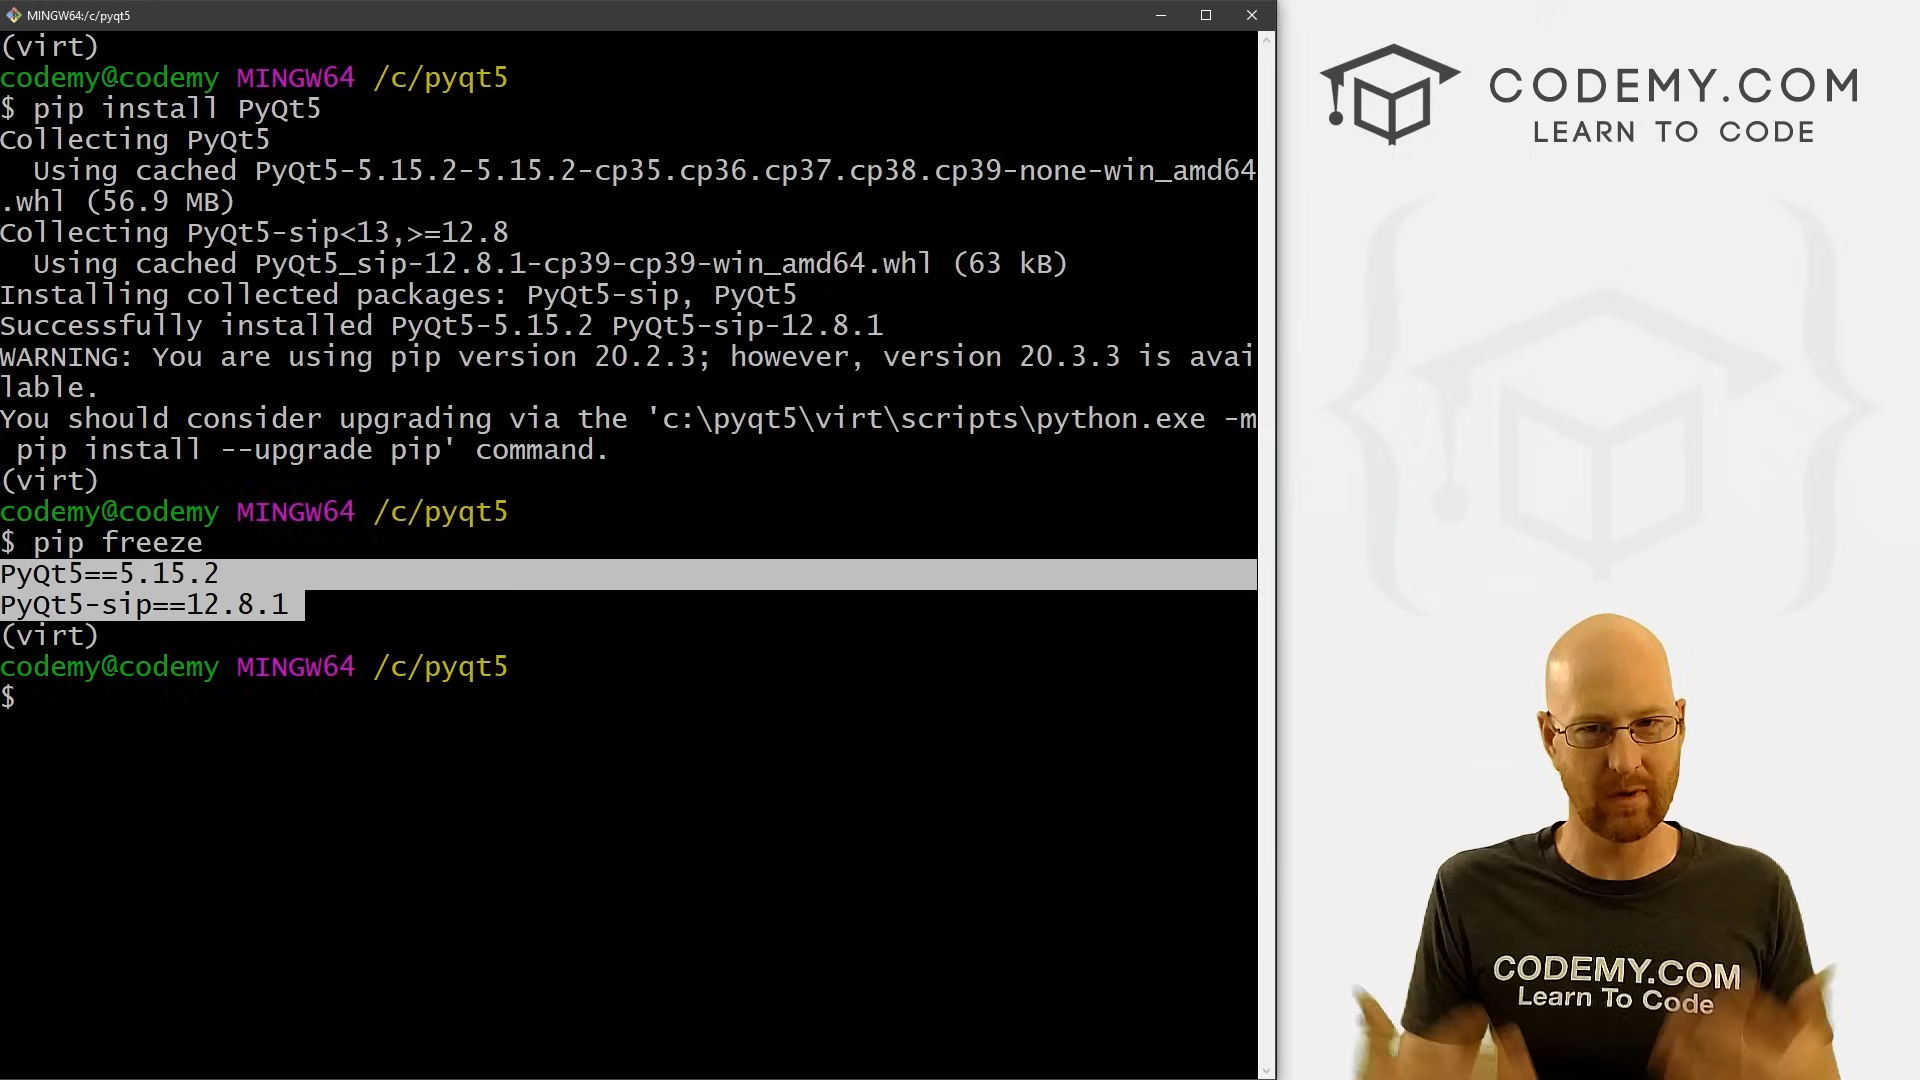 MINGW64:/c/pyqt5
(virt)
codemy@codemy MINGW64 /c/pyqt5
$ pip install PyQt5
Collecting PyQt5
  Using cached PyQt5-5.15.2-5.15.2-cp35.cp36.cp37.cp38.cp39-none-win_amd64
.whl (56.9 MB)
Collecting PyQt5-sip<13,>=12.8
  Using cached PyQt5_sip-12.8.1-cp39-cp39-win_amd64.whl (63 kB)
Installing collected packages: PyQt5-sip, PyQt5
Successfully installed PyQt5-5.15.2 PyQt5-sip-12.8.1
WARNING: You are using pip version 20.2.3; however, version 20.3.3 is avai
lable.
You should consider upgrading via the 'c:\pyqt5\virt\scripts\python.exe -m
 pip install --upgrade pip' command.
(virt)
codemy@codemy MINGW64 /c/pyqt5
$ pip freeze
PyQt5==5.15.2
PyQt5-sip==12.8.1
(virt)
codemy@codemy MINGW64 /c/pyqt5
$
CODEMY.COM
LEARN TO CODE
CODEMY.COM
Learn To Code